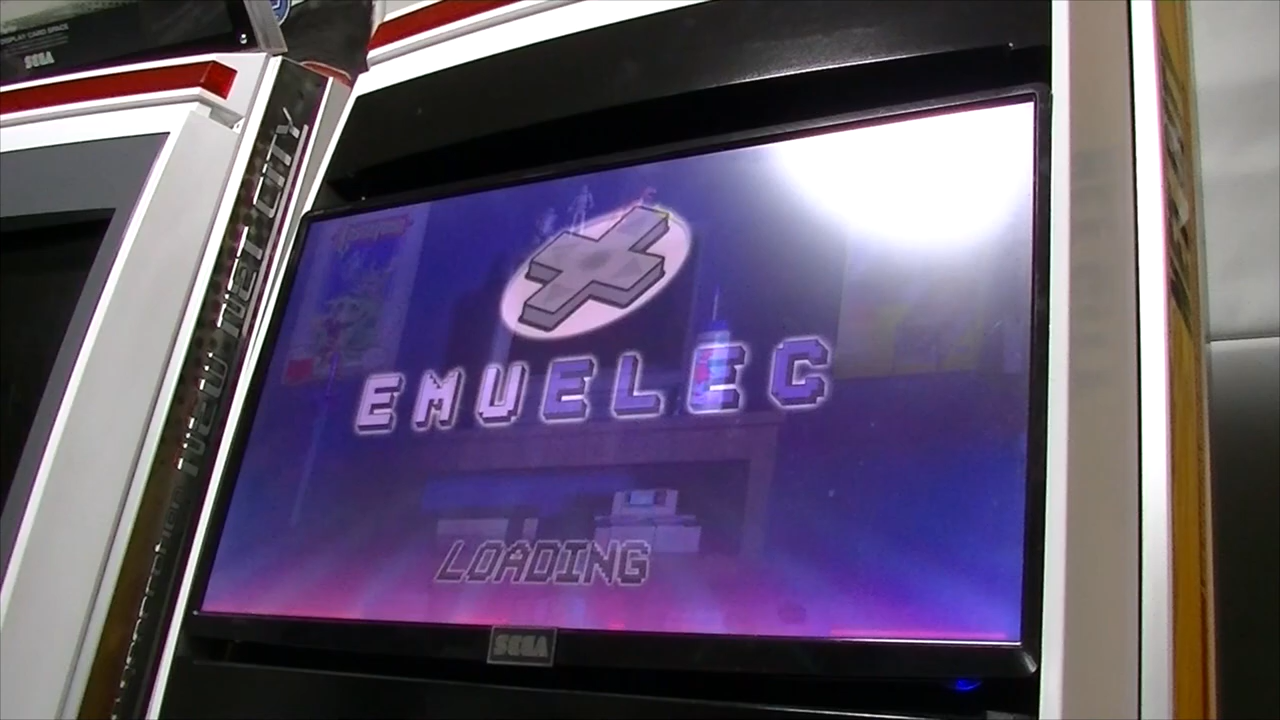 SEGA
NEW NET CITY
EMUELEC
LOADING
SEGA